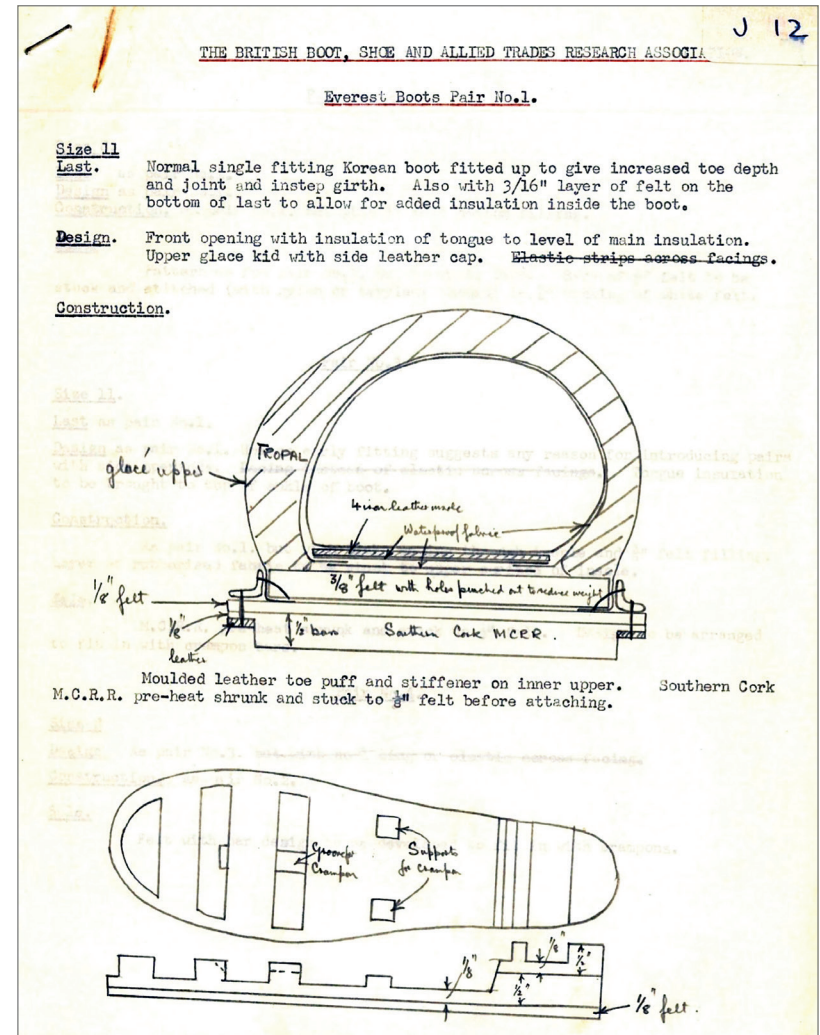 J 12
THE BRITISH BOOT, SHOE AND ALLIED TRADES RESEARCH ASSOCIA
Everest Boots Pair No.1.
Size 11
Last. Normal single fitting Korean boot fitted up to give increased toe depth
and joint and instep girth. Also with 3/16" layer of felt on the
bottom of last to allow for added insulation inside the boot.
Design. Front opening with insulation of tongue to level of main insulation.
Upper glace kid with side leather cap. Elastic strips across facings.
Construction.
TROPAL
glacé upper
4 iron leather
Waterproof fabric
3/8" felt with holes punched out to reduce weight
1/8" felt
1/8"
leather
1/2" bar
Southern Cork MCRR.
Moulded leather toe puff and stiffener on inner upper. Southern Cork
M.C.R.R. pre-heat shrunk and stuck to ⅛" felt before attaching.
Groove for
Crampon
Supports
for crampon
1/8"
1/8"
1/2"
1/2"
1/8" felt.